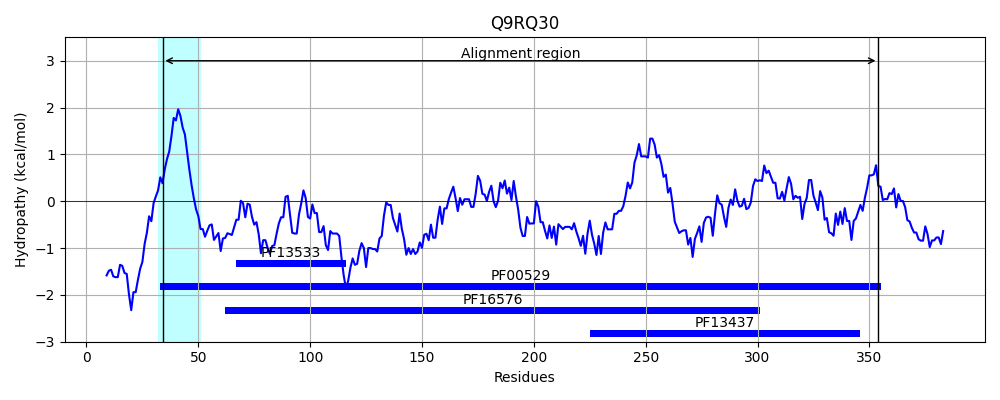 Q9RQ30
Alignment region
Hydropathy (kcal/mol)
3
2
1
0
−1
−2
−3
PF13533
PF00529
PF16576
PF13437
0 50 100 150 200 250 300 350
Residues